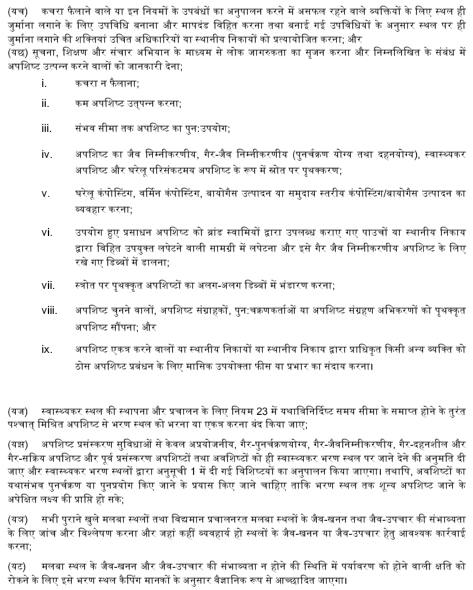 (यच) कचरा फैलाने वाले या इन नियमों के उपबंधों का अनुपालन करने में असफल रहने वाले व्यक्तियों के लिए स्थल ही
जुर्माना लगाने के लिए उपविधि बनाना और मापदंड विहित करना तथा बनाई गई उपविधियों के अनुसार स्थल पर ही
जुर्माना लगाने की शक्तियां उचित अधिकारियों या स्थानीय निकायों को प्रत्यायोजित करना; और
(यछ) सूचना, शिक्षण और संचार अभियान के माध्यम से लोक जागरुकता का सृजन करना और निम्नलिखित के संबंध में
अपशिष्ट उत्पन्न करने वालों को जानकारी देना;
i. कचरा न फैलाना;
ii. कम अपशिष्ट उत्पन्न करना;
iii. संभव सीमा तक अपशिष्ट का पुन:उपयोग;
iv. अपशिष्ट का जैव निम्नीकरणीय, गैर-जैव निम्नीकरणीय (पुनर्चक्रण योग्य तथा दहनयोग्य), स्वास्थ्यकर
अपशिष्ट और घरेलू परिसंकटमय अपशिष्ट के रूप में स्रोत पर पृथक्करण;
v. घरेलू कंपोस्टिंग, वर्मिन कंपोस्टिंग, बायोगैस उत्पादन या समुदाय स्तरीय कंपोस्टिंग/बायोगैस उत्पादन का
व्यवहार करना;
vi. उपयोग हुए प्रसाधन अपशिष्ट को ब्रांड स्वामियों द्वारा उपलब्ध कराए गए पाउचों या स्थानीय निकाय
द्वारा विहित उपयुक्त लपेटने वाली सामग्री में लपेटना और इसे गैर जैव निम्नीकरणीय अपशिष्ट के लिए
रखे गए डिब्बों में डालना;
vii. स्त्रोत पर पृथक्कृत अपशिष्टों का अलग-अलग डिब्बों में भंडारण करना;
viii. अपशिष्ट चुनने वालों, अपशिष्ट संग्राहकों, पुन:चक्रणकर्ताओं या अपशिष्ट संग्रहण अभिकरणों को पृथक्कृत
अपशिष्ट सौंपना; और
ix. अपशिष्ट एकत्र करने वालों या स्थानीय निकायों या स्थानीय निकाय द्वारा प्राधिकृत किसी अन्य व्यक्ति को
ठोस अपशिष्ट प्रबंधन के लिए मासिक उपयोक्ता फीस या प्रभार का संदाय करना।
(यज) स्वास्थ्यकर स्थल की स्थापना और प्रचालन के लिए नियम 23 में यथाविनिर्दिष्ट समय सीमा के समाप्त होने के तुरंत
पश्चात् मिश्रित अपशिष्ट से भरण स्थल को भरना या एकत्र करना बंद किया जाए;
(यझ) अपशिष्ट प्रसंस्करण सुविधाओं से केवल अप्रयोजनीय, गैर-पुनर्चक्रणयोग्य, गैर-जैवनिम्नीकरणीय, गैर-दहनशील और
गैर-सक्रिय अपशिष्ट और पूर्व प्रसंस्करण अपशिष्टों तथा अवशिष्टों को ही स्वास्थ्यकर भरण स्थल पर जाने देने की अनुमति दी
जाए और स्वास्थ्यकर भरण स्थलों द्वारा अनुसूची 1 में दी गई विशिष्टयों का अनुपालन किया जाएगा। तथापि, अवशिष्टों का
यथासंभव पुनर्चक्रण या पुनप्रयोग किए जाने के प्रयास किए जाने चाहिए ताकि भरण स्थल तक शून्य अपशिष्ट जाने के
अपेक्षित लक्ष्य की प्राप्ति हो सके;
(यञ) सभी पुराने खुले मलबा स्थलों तथा विद्यमान प्रचालनरत मलबा स्थलों के जैव-खनन तथा जैव-उपचार की संभाव्यता
के लिए जांच और विश्लेषण करना और जहां कहीं व्यवहार्य हो स्थलों के जैव-खनन या जैव-उपचार हेतु आवश्यक कार्रवाई
करना;
(यट) मलबा स्थल के जैव-खनन और जैव-उपचार की संभाव्यता न होने की स्थिति में पर्यावरण को होने वाली क्षति को
रोकने के लिए इसे भरण स्थल कैपिंग मानकों के अनुसार वैज्ञानिक रूप से आच्छादित जाएगा।